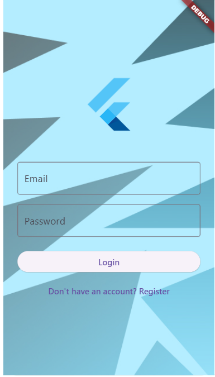 DEBUG
Email
Password
Login
Don't have an account? Register